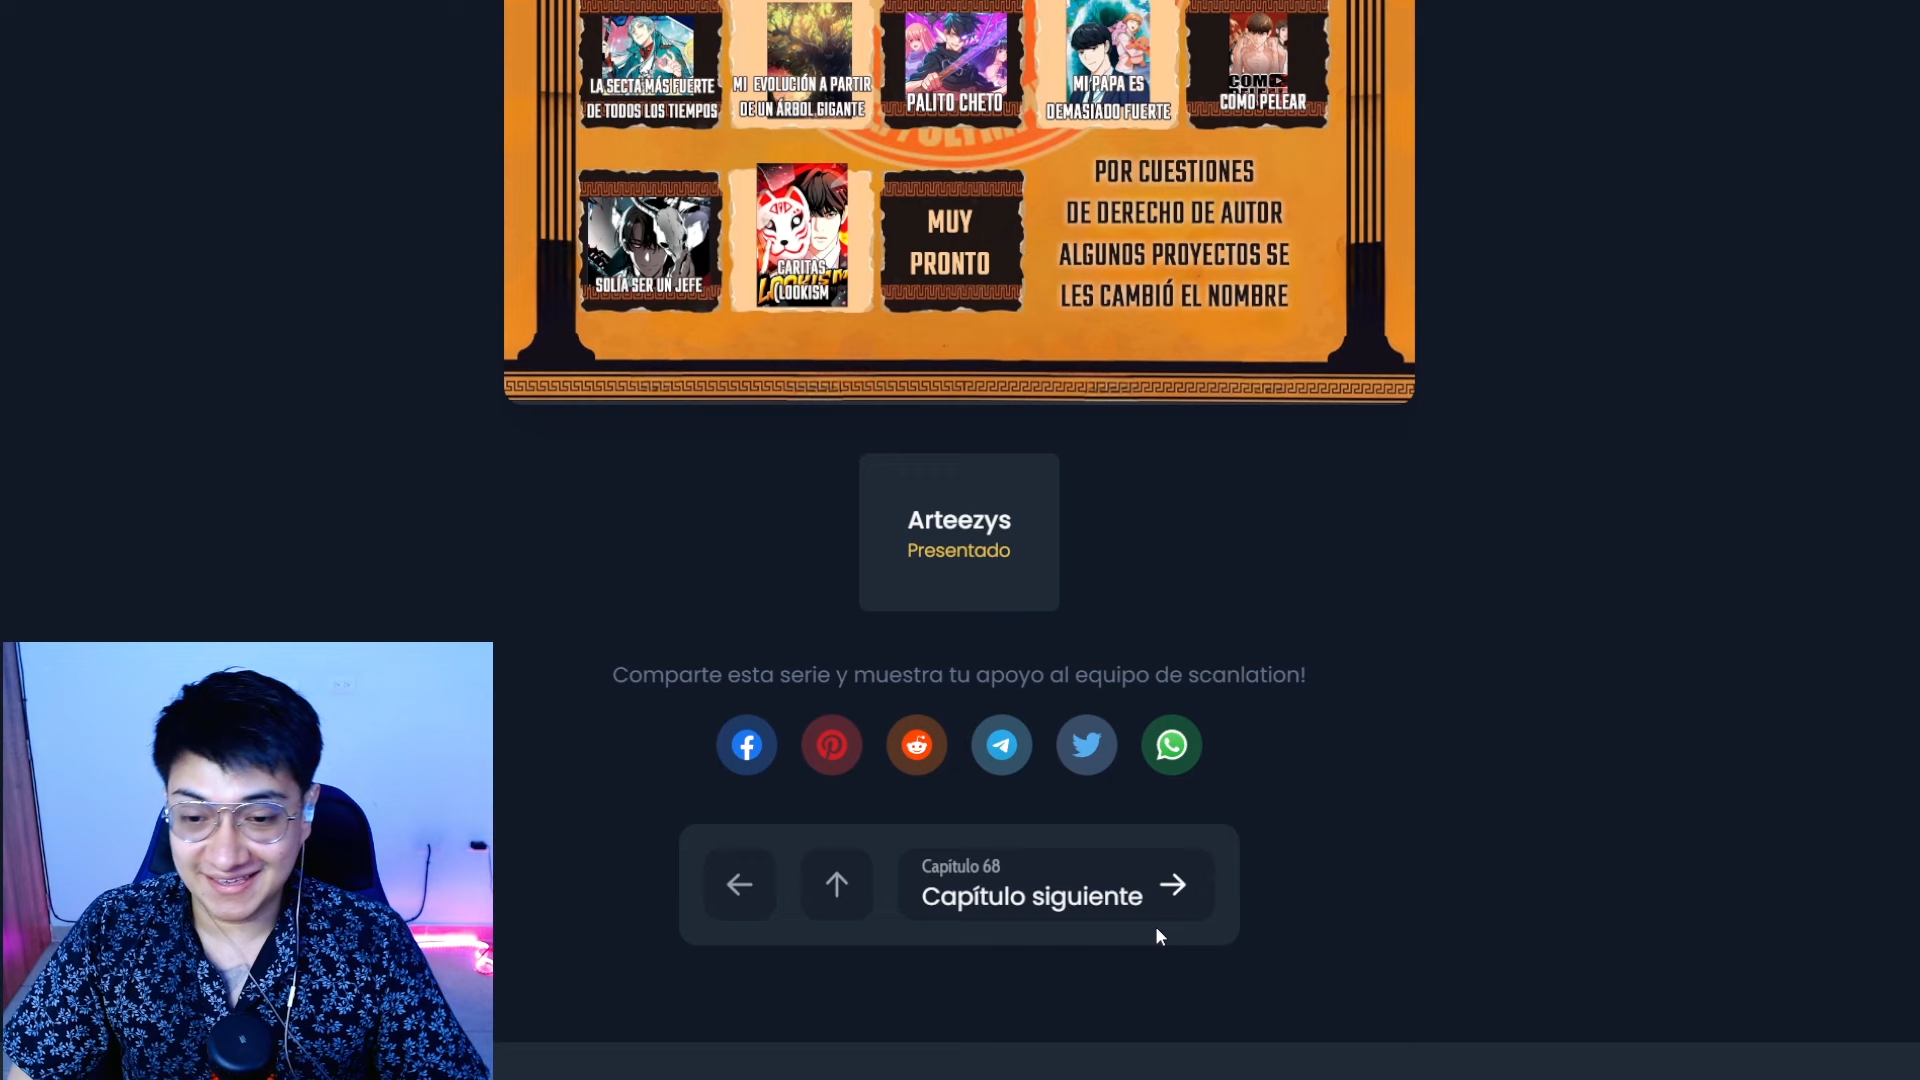 LA SECTA MÁS FUERTE
DE TODOS LOS TIEMPOS
MI EVOLUCIÓN A PARTIR
DE UN ÁRBOL GIGANTE
PALITO CHETO
MI PAPA ES
DEMASIADO FUERTE
COMO PELEAR
SOLÍA SER UN JEFE
CARITAS
(LOOKISM
MUY
PRONTO
POR CUESTIONES
DE DERECHO DE AUTOR
ALGUNOS PROYECTOS SE
LES CAMBIÓ EL NOMBRE
Arteezys
Presentado
Comparte esta serie y muestra tu apoyo al equipo de scanlation!
Capítulo 68
Capítulo siguiente